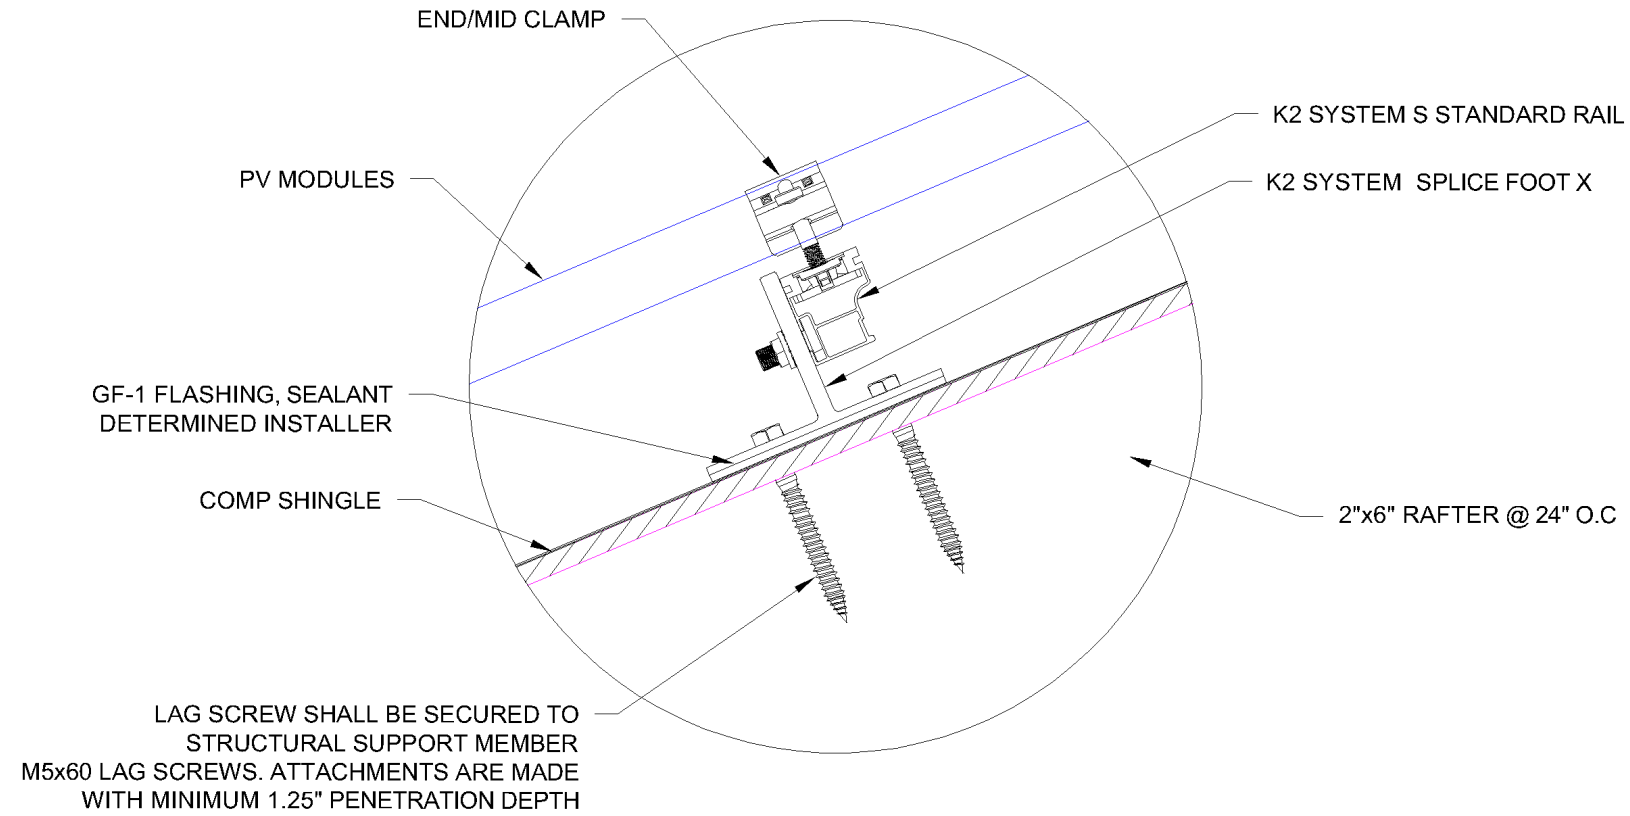 END/MID CLAMP
K2 SYSTEM S STANDARD RAIL
PV MODULES
K2 SYSTEM SPLICE FOOT X
GF-1 FLASHING, SEALANT
DETERMINED INSTALLER
COMP SHINGLE
2"x6" RAFTER @ 24" O.C
LAG SCREW SHALL BE SECURED TO
STRUCTURAL SUPPORT MEMBER
M5x60 LAG SCREWS. ATTACHMENTS ARE MADE
WITH MINIMUM 1.25" PENETRATION DEPTH